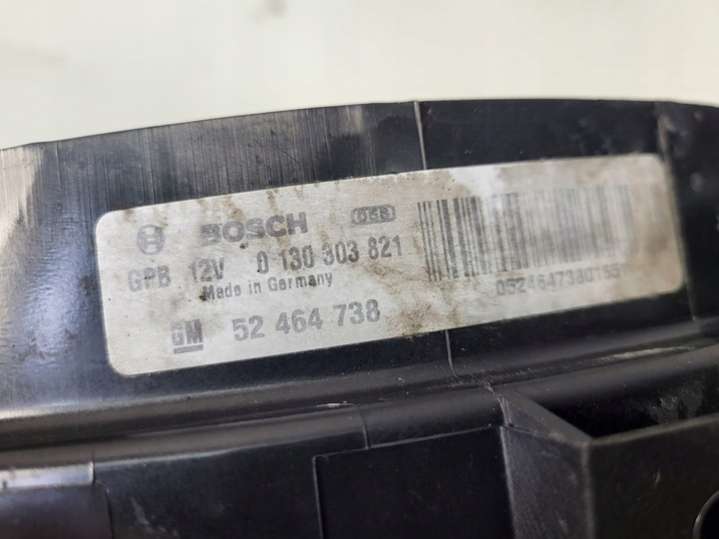 BOSCH
GPB 12V 0 130 303 821
Made in Germany
GM 52 464 738